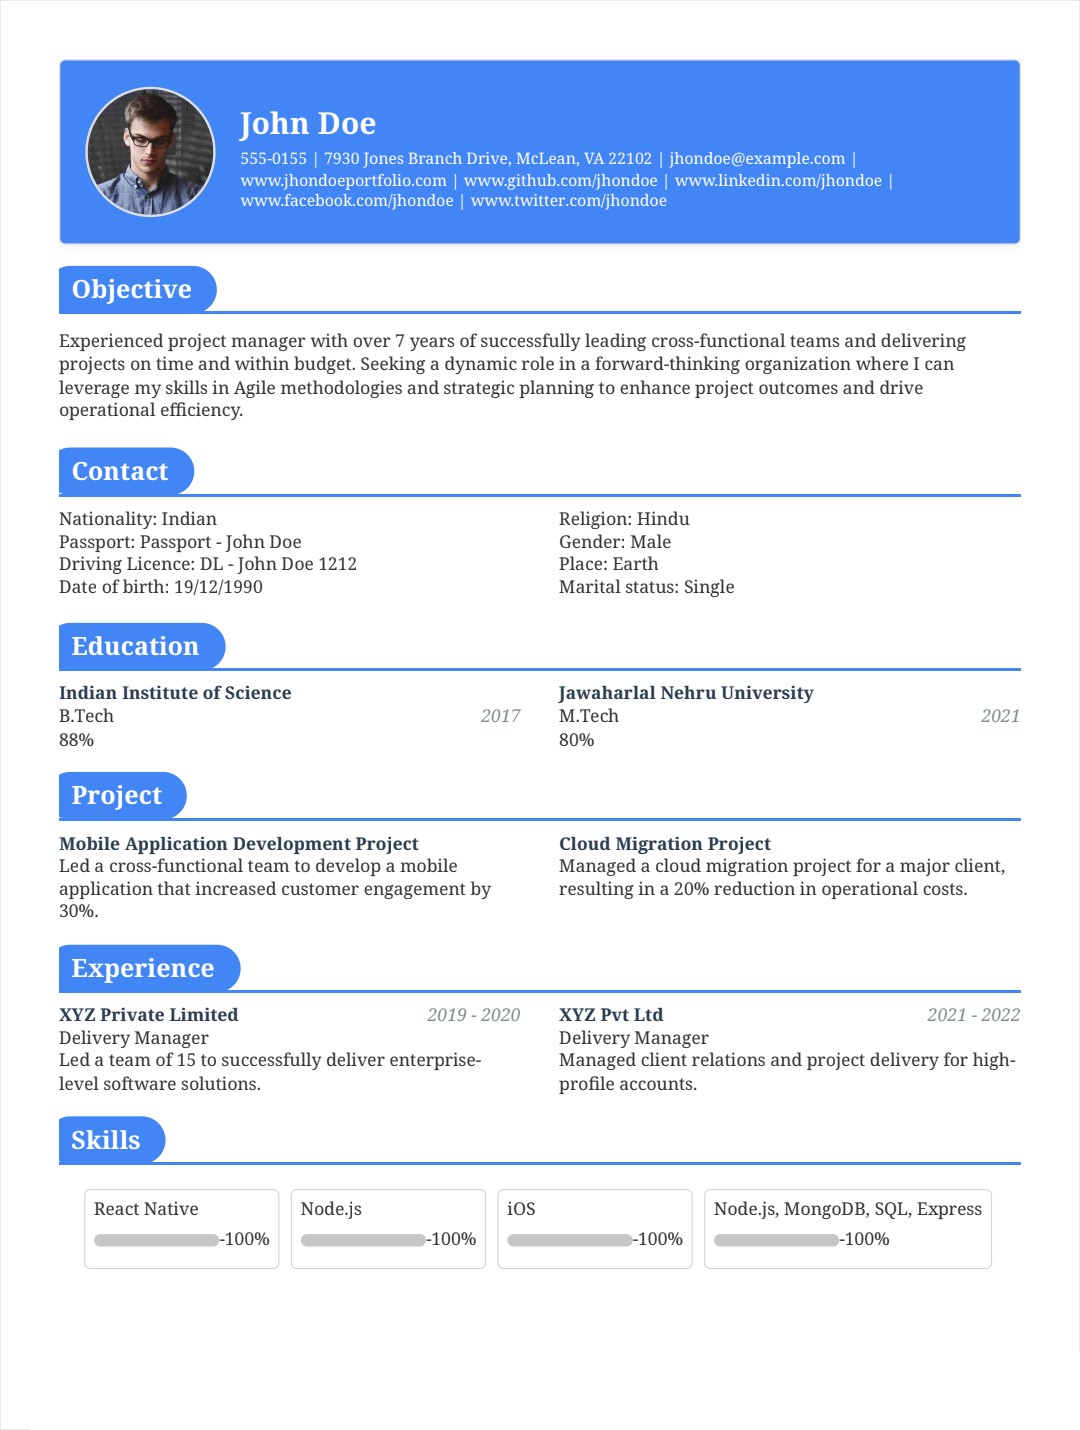 John Doe
555-0155 | 7930 Jones Branch Drive, McLean, VA 22102 | jhondoe@example.com |
www.jhondoeportfolio.com | www.github.com/jhondoe | www.linkedin.com/jhondoe |
www.facebook.com/jhondoe | www.twitter.com/jhondoe
Objective
Experienced project manager with over 7 years of successfully leading cross-functional teams and delivering
projects on time and within budget. Seeking a dynamic role in a forward-thinking organization where I can
leverage my skills in Agile methodologies and strategic planning to enhance project outcomes and drive
operational efficiency.
Contact
Nationality: Indian
Passport: Passport - John Doe
Driving Licence: DL - John Doe 1212
Date of birth: 19/12/1990
Religion: Hindu
Gender: Male
Place: Earth
Marital status: Single
Education
Indian Institute of Science
B.Tech 2017
88%
Jawaharlal Nehru University
M.Tech 2021
80%
Project
Mobile Application Development Project
Led a cross-functional team to develop a mobile
application that increased customer engagement by
30%.
Cloud Migration Project
Managed a cloud migration project for a major client,
resulting in a 20% reduction in operational costs.
Experience
XYZ Private Limited 2019 - 2020
Delivery Manager
Led a team of 15 to successfully deliver enterprise-
level software solutions.
XYZ Pvt Ltd 2021 - 2022
Delivery Manager
Managed client relations and project delivery for high-
profile accounts.
Skills
React Native
-100%
Node.js
-100%
iOS
-100%
Node.js, MongoDB, SQL, Express
-100%